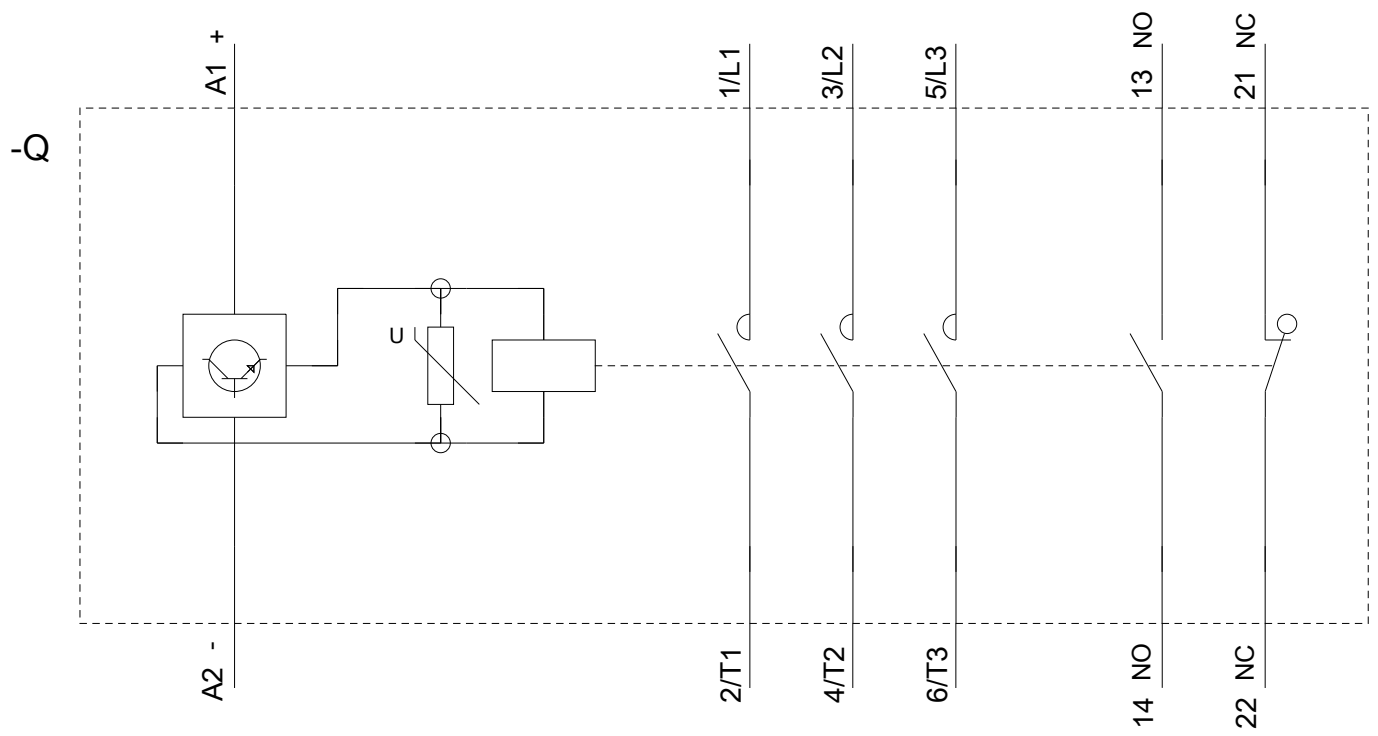 A1 +
1/L1
3/L2
5/L3
13 NO
21 NC
-Q
U
A2 -
2/T1
4/T2
6/T3
14 NO
22 NC